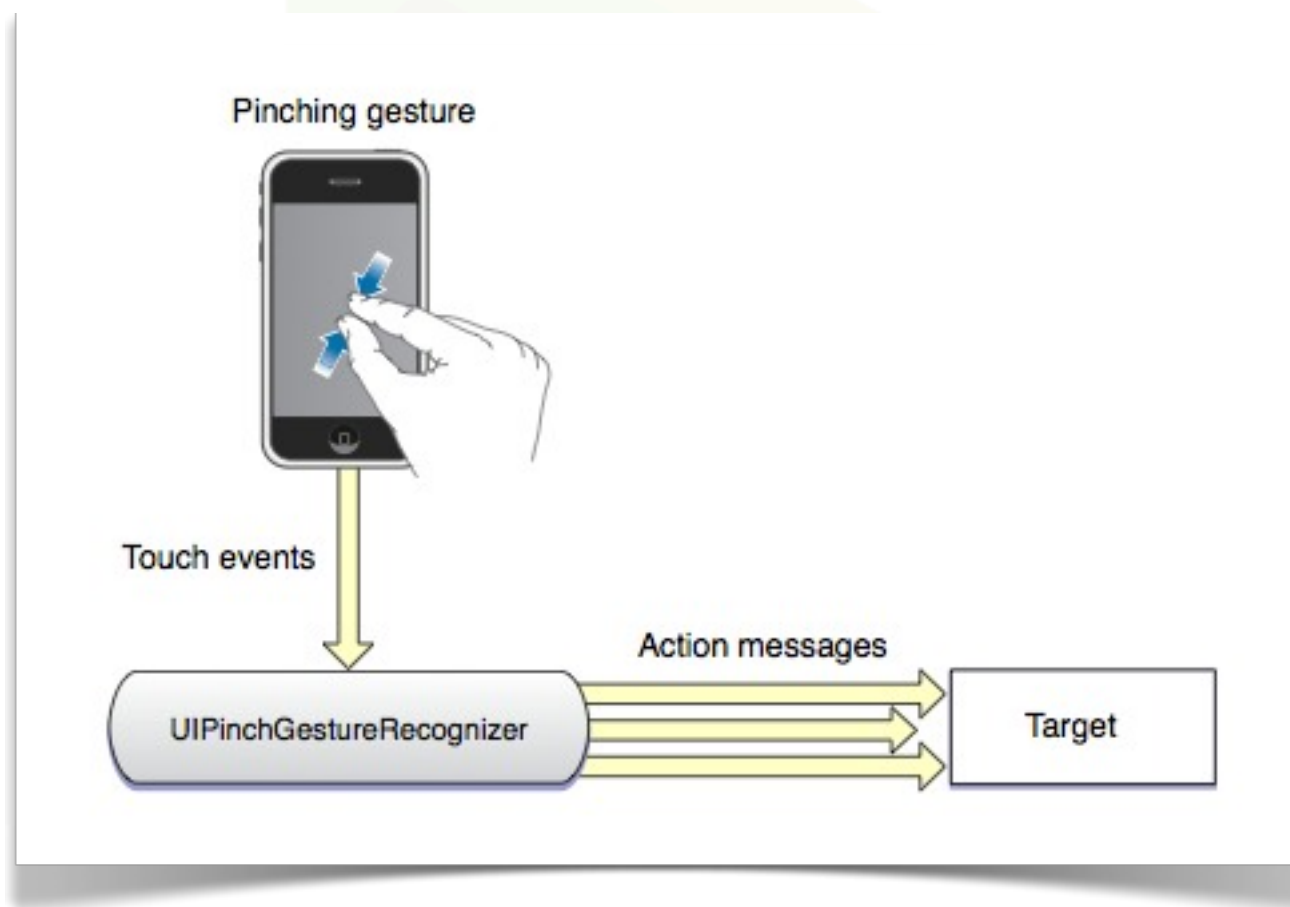 Pinching gesture
Touch events
Action messages
UIPinchGestureRecognizer
Target